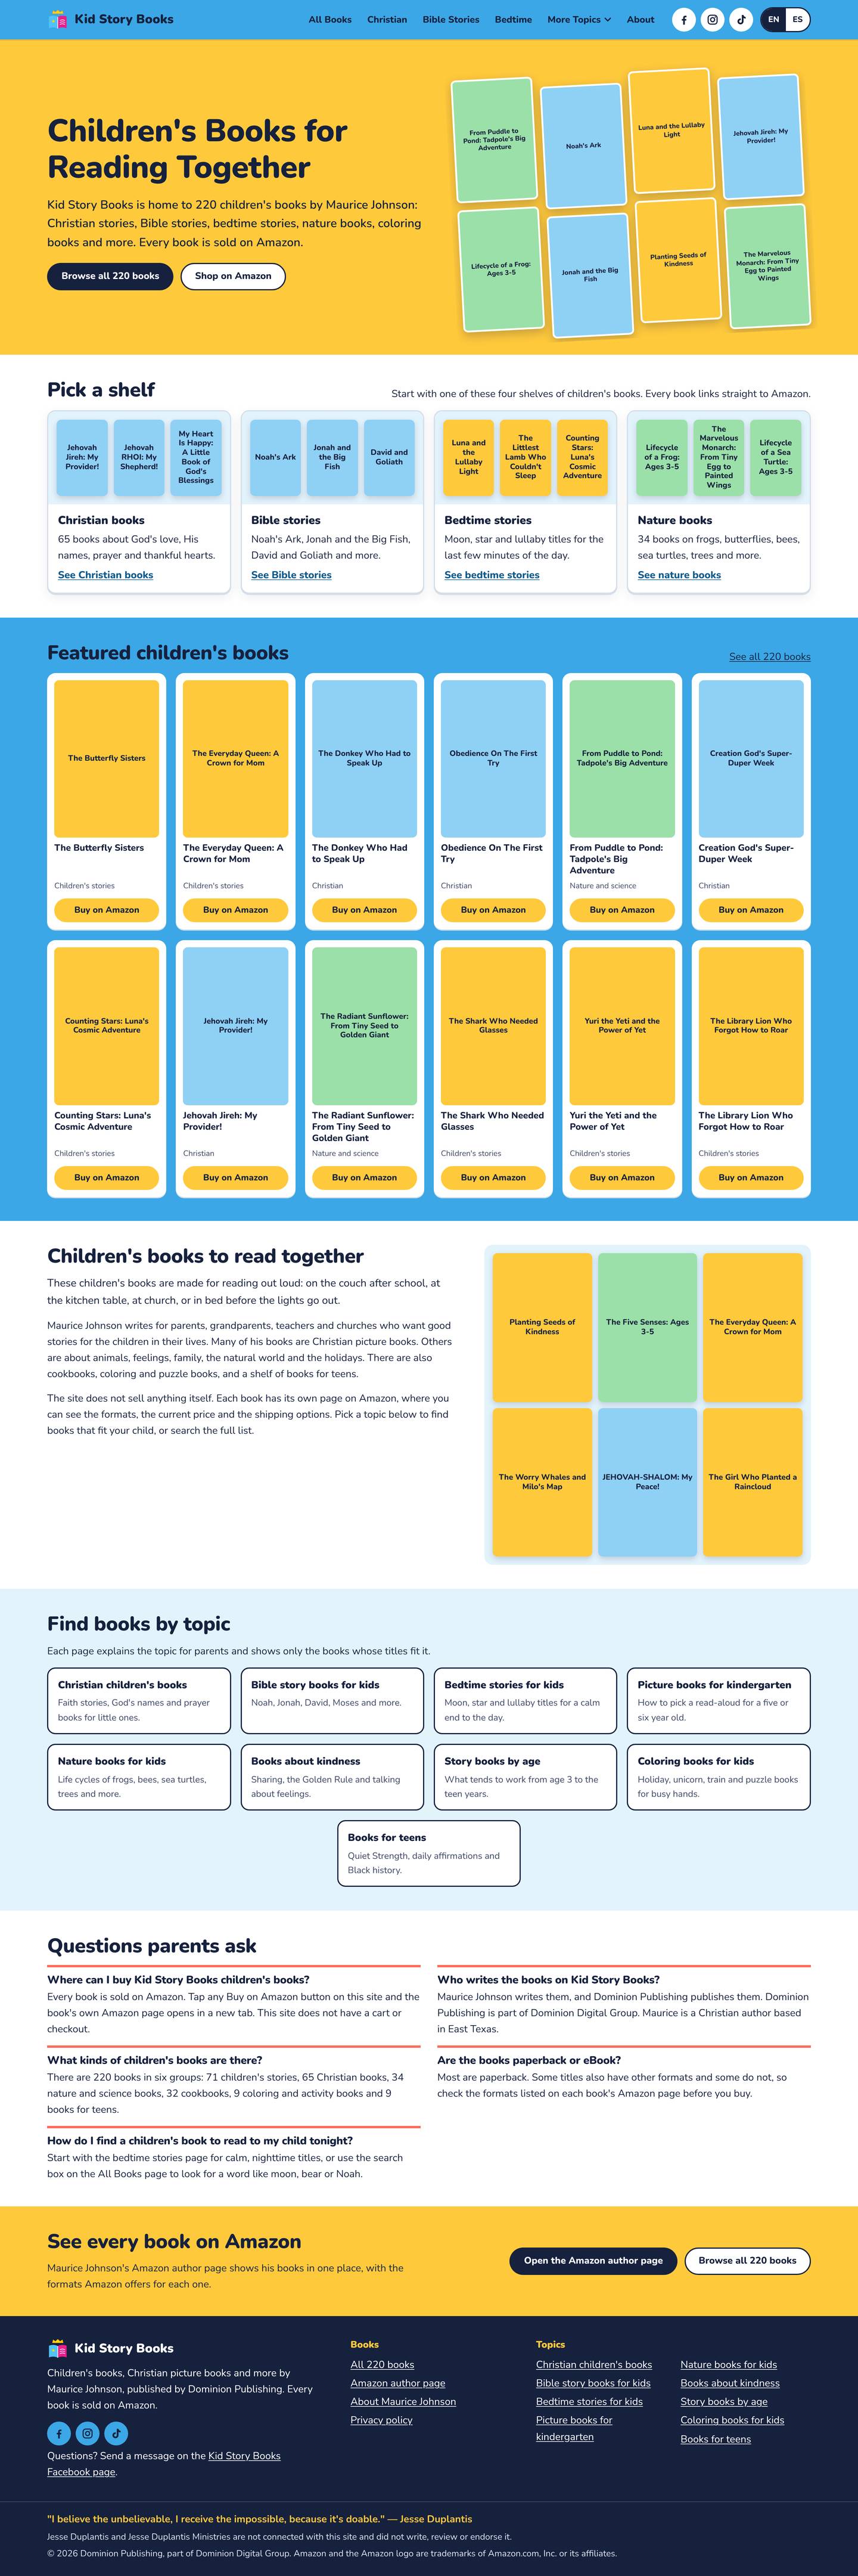 Kid Story Books
All Books
Christian
Bible Stories
Bedtime
More Topics
About
EN
ES
Children's Books for
Reading Together
Kid Story Books is home to 220 children's books by Maurice Johnson:
Christian stories, Bible stories, bedtime stories, nature books, coloring
books and more. Every book is sold on Amazon.
Browse all 220 books
Shop on Amazon
From Puddle to
Pond: Tadpole's Big
Adventure
Noah's Ark
Luna and the Lullaby
Light
Jehovah Jireh: My
Provider!
Lifecycle of a Frog:
Ages 3-5
Jonah and the Big
Fish
Planting Seeds of
Kindness
The Marvelous
Monarch: From Tiny
Egg to Painted
Wings
Pick a shelf
Start with one of these four shelves of children's books. Every book links straight to Amazon.
Jehovah
Jireh: My
Provider!
Jehovah
RHOI: My
Shepherd!
My Heart
Is Happy:
A Little
Book of
God's
Blessings
Christian books
65 books about God's love, His
names, prayer and thankful hearts.
See Christian books
Noah's Ark
Jonah and
the Big
Fish
David and
Goliath
Bible stories
Noah's Ark, Jonah and the Big Fish,
David and Goliath and more.
See Bible stories
Luna and
the
Lullaby
Light
The
Littlest
Lamb Who
Couldn't
Sleep
Counting
Stars:
Luna's
Cosmic
Adventure
Bedtime stories
Moon, star and lullaby titles for the
last few minutes of the day.
See bedtime stories
Lifecycle
of a Frog:
Ages 3-5
The
Marvelous
Monarch:
From Tiny
Egg to
Painted
Wings
Lifecycle
of a Sea
Turtle:
Ages 3-5
Nature books
34 books on frogs, butterflies, bees,
sea turtles, trees and more.
See nature books
Featured children's books
See all 220 books
The Butterfly Sisters
The Butterfly Sisters
Children's stories
Buy on Amazon
The Everyday Queen: A
Crown for Mom
The Everyday Queen: A
Crown for Mom
Children's stories
Buy on Amazon
The Donkey Who Had to
Speak Up
The Donkey Who Had
to Speak Up
Christian
Buy on Amazon
Obedience On The First
Try
Obedience On The First
Try
Christian
Buy on Amazon
From Puddle to Pond:
Tadpole's Big Adventure
From Puddle to Pond:
Tadpole's Big
Adventure
Nature and science
Buy on Amazon
Creation God's Super-
Duper Week
Creation God's Super-
Duper Week
Christian
Buy on Amazon
Counting Stars: Luna's
Cosmic Adventure
Counting Stars: Luna's
Cosmic Adventure
Children's stories
Buy on Amazon
Jehovah Jireh: My
Provider!
Jehovah Jireh: My
Provider!
Christian
Buy on Amazon
The Radiant Sunflower:
From Tiny Seed to
Golden Giant
The Radiant Sunflower:
From Tiny Seed to
Golden Giant
Nature and science
Buy on Amazon
The Shark Who Needed
Glasses
The Shark Who Needed
Glasses
Children's stories
Buy on Amazon
Yuri the Yeti and the
Power of Yet
Yuri the Yeti and the
Power of Yet
Children's stories
Buy on Amazon
The Library Lion Who
Forgot How to Roar
The Library Lion Who
Forgot How to Roar
Children's stories
Buy on Amazon
Children's books to read together
These children's books are made for reading out loud: on the couch after school, at
the kitchen table, at church, or in bed before the lights go out.
Maurice Johnson writes for parents, grandparents, teachers and churches who want good
stories for the children in their lives. Many of his books are Christian picture books. Others
are about animals, feelings, family, the natural world and the holidays. There are also
cookbooks, coloring and puzzle books, and a shelf of books for teens.
The site does not sell anything itself. Each book has its own page on Amazon, where you
can see the formats, the current price and the shipping options. Pick a topic below to find
books that fit your child, or search the full list.
Planting Seeds of
Kindness
The Five Senses: Ages
3-5
The Everyday Queen: A
Crown for Mom
The Worry Whales and
Milo's Map
JEHOVAH-SHALOM: My
Peace!
The Girl Who Planted a
Raincloud
Find books by topic
Each page explains the topic for parents and shows only the books whose titles fit it.
Christian children's books
Faith stories, God's names and prayer
books for little ones.
Bible story books for kids
Noah, Jonah, David, Moses and more.
Bedtime stories for kids
Moon, star and lullaby titles for a calm
end to the day.
Picture books for kindergarten
How to pick a read-aloud for a five or
six year old.
Nature books for kids
Life cycles of frogs, bees, sea turtles,
trees and more.
Books about kindness
Sharing, the Golden Rule and talking
about feelings.
Story books by age
What tends to work from age 3 to the
teen years.
Coloring books for kids
Holiday, unicorn, train and puzzle books
for busy hands.
Books for teens
Quiet Strength, daily affirmations and
Black history.
Questions parents ask
Where can I buy Kid Story Books children's books?
Every book is sold on Amazon. Tap any Buy on Amazon button on this site and the
book's own Amazon page opens in a new tab. This site does not have a cart or
checkout.
Who writes the books on Kid Story Books?
Maurice Johnson writes them, and Dominion Publishing publishes them. Dominion
Publishing is part of Dominion Digital Group. Maurice is a Christian author based
in East Texas.
What kinds of children's books are there?
There are 220 books in six groups: 71 children's stories, 65 Christian books, 34
nature and science books, 32 cookbooks, 9 coloring and activity books and 9
books for teens.
Are the books paperback or eBook?
Most are paperback. Some titles also have other formats and some do not, so
check the formats listed on each book's Amazon page before you buy.
How do I find a children's book to read to my child tonight?
Start with the bedtime stories page for calm, nighttime titles, or use the search
box on the All Books page to look for a word like moon, bear or Noah.
See every book on Amazon
Maurice Johnson's Amazon author page shows his books in one place, with the
formats Amazon offers for each one.
Open the Amazon author page
Browse all 220 books
Kid Story Books
Children's books, Christian picture books and more by
Maurice Johnson, published by Dominion Publishing. Every
book is sold on Amazon.
Questions? Send a message on the Kid Story Books
Facebook page.
Books
All 220 books
Amazon author page
About Maurice Johnson
Privacy policy
Topics
Christian children's books
Bible story books for kids
Bedtime stories for kids
Picture books for
kindergarten
Nature books for kids
Books about kindness
Story books by age
Coloring books for kids
Books for teens
"I believe the unbelievable, I receive the impossible, because it's doable." — Jesse Duplantis
Jesse Duplantis and Jesse Duplantis Ministries are not connected with this site and did not write, review or endorse it.
© 2026 Dominion Publishing, part of Dominion Digital Group. Amazon and the Amazon logo are trademarks of Amazon.com, Inc. or its affiliates.